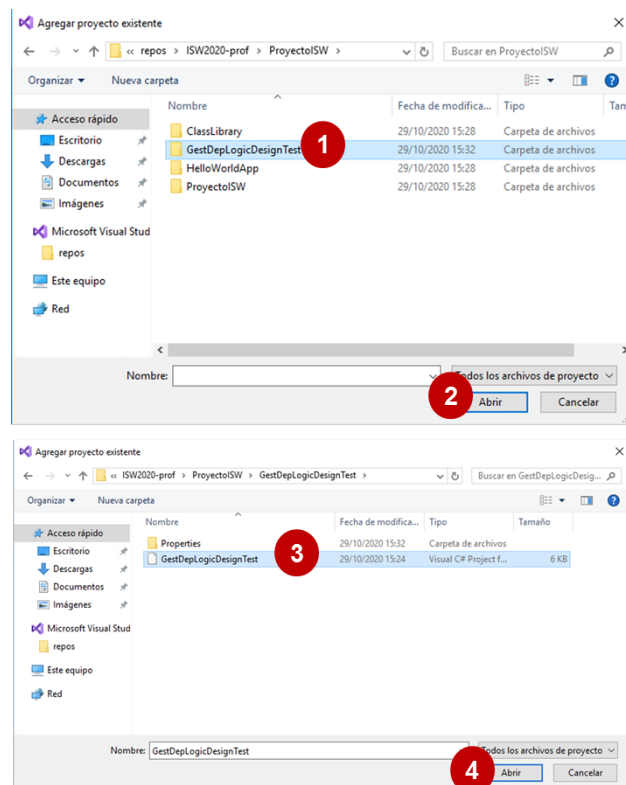 Agregar proyecto existente
« repos > ISW2020-prof > ProyectoISW >
Buscar en ProyectoISW
Organizar Nueva carpeta
Nombre Fecha de modifica... Tipo Tam
Acceso rápido
Escritorio
Descargas
Documentos
Imágenes
Microsoft Visual Stud
repos
Este equipo
Red
ClassLibrary 29/10/2020 15:28 Carpeta de archivos
GestDepLogicDesignTest 29/10/2020 15:32 Carpeta de archivos
HelloWorldApp 29/10/2020 15:28 Carpeta de archivos
ProyectoISW 29/10/2020 15:28 Carpeta de archivos
1
Nombre:
Todos los archivos de proyecto
2
Abrir Cancelar
Agregar proyecto existente
« ISW2020-prof > ProyectoISW > GestDepLogicDesignTest >
Buscar en GestDepLogicDesig...
Organizar Nueva carpeta
Nombre Fecha de modifica... Tipo Tamaño
Acceso rápido
Escritorio
Descargas
Documentos
Imágenes
Microsoft Visual Stud
repos
Este equipo
Red
Properties 29/10/2020 15:32 Carpeta de archivos
GestDepLogicDesignTest 29/10/2020 15:24 Visual C# Project f... 6 KB
3
Nombre: GestDepLogicDesignTest
Todos los archivos de proyecto
4
Abrir Cancelar